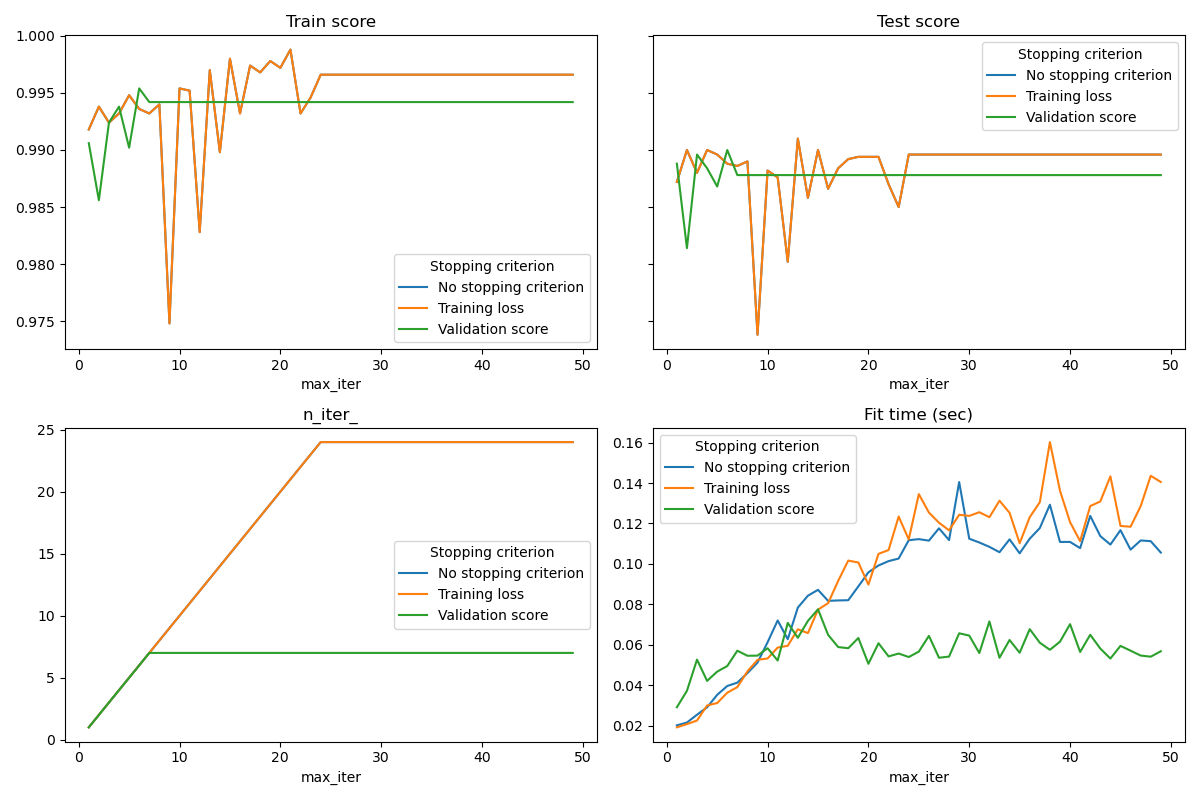 Train score
1.000
0.995
0.990
0.985
0.980
0.975
Stopping criterion
No stopping criterion
Training loss
Validation score
0 10 20 30 40 50
max_iter
Test score
Stopping criterion
No stopping criterion
Training loss
Validation score
0 10 20 30 40 50
max_iter
n_iter_
25
20
15
10
5
0
Stopping criterion
No stopping criterion
Training loss
Validation score
0 10 20 30 40 50
max_iter
Fit time (sec)
0.16
0.14
0.12
0.10
0.08
0.06
0.04
0.02
Stopping criterion
No stopping criterion
Training loss
Validation score
0 10 20 30 40 50
max_iter